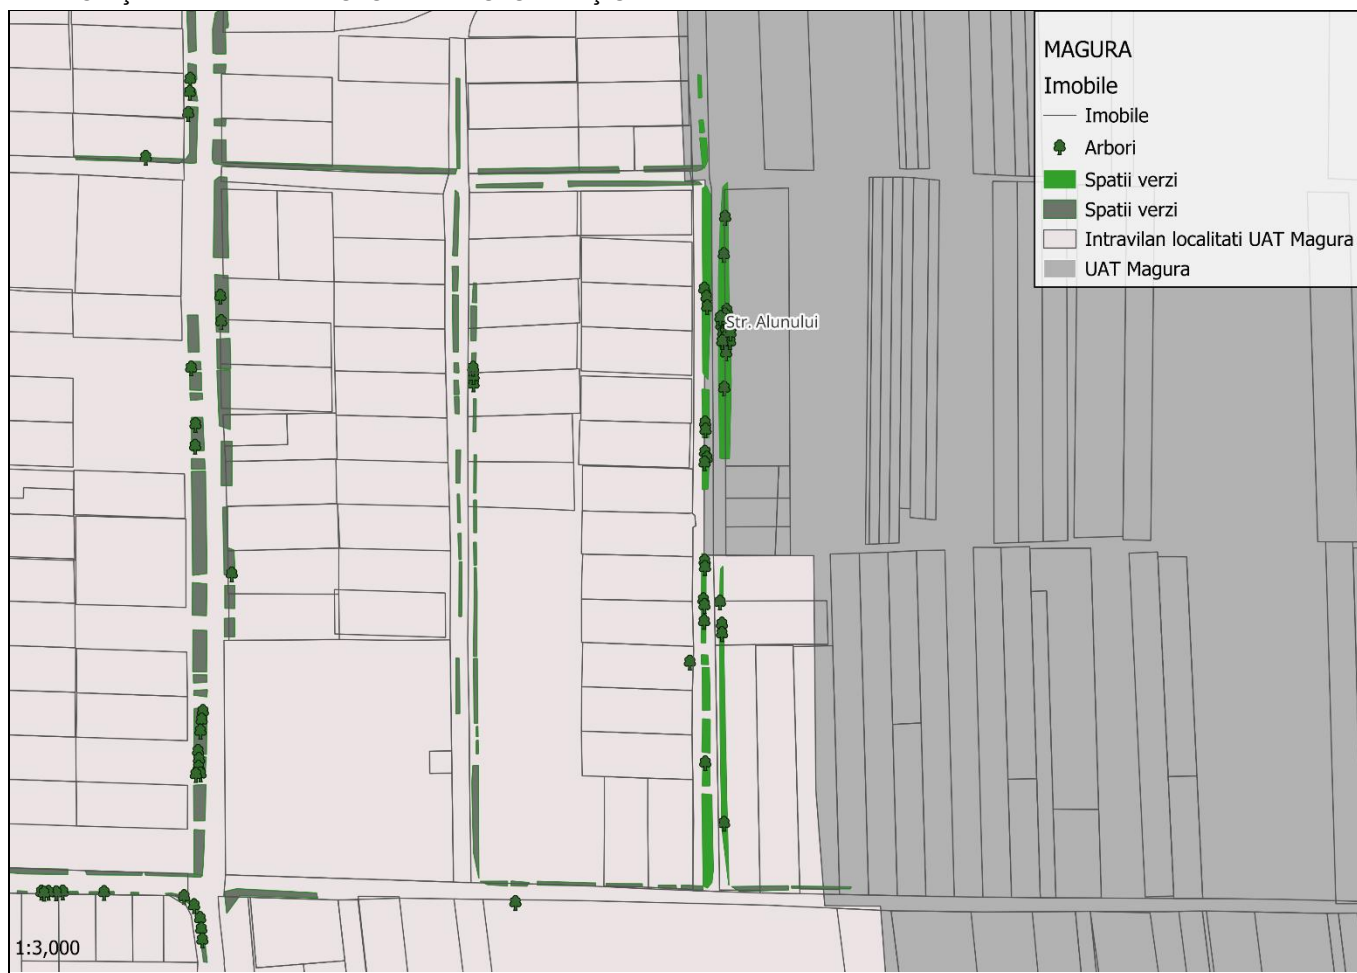 MAGURA
Imobile
Imobile
Arbori
Spatii verzi
Spatii verzi
Intravilan localitati UAT Magura
UAT Magura
Str. Alunului
1:3,000